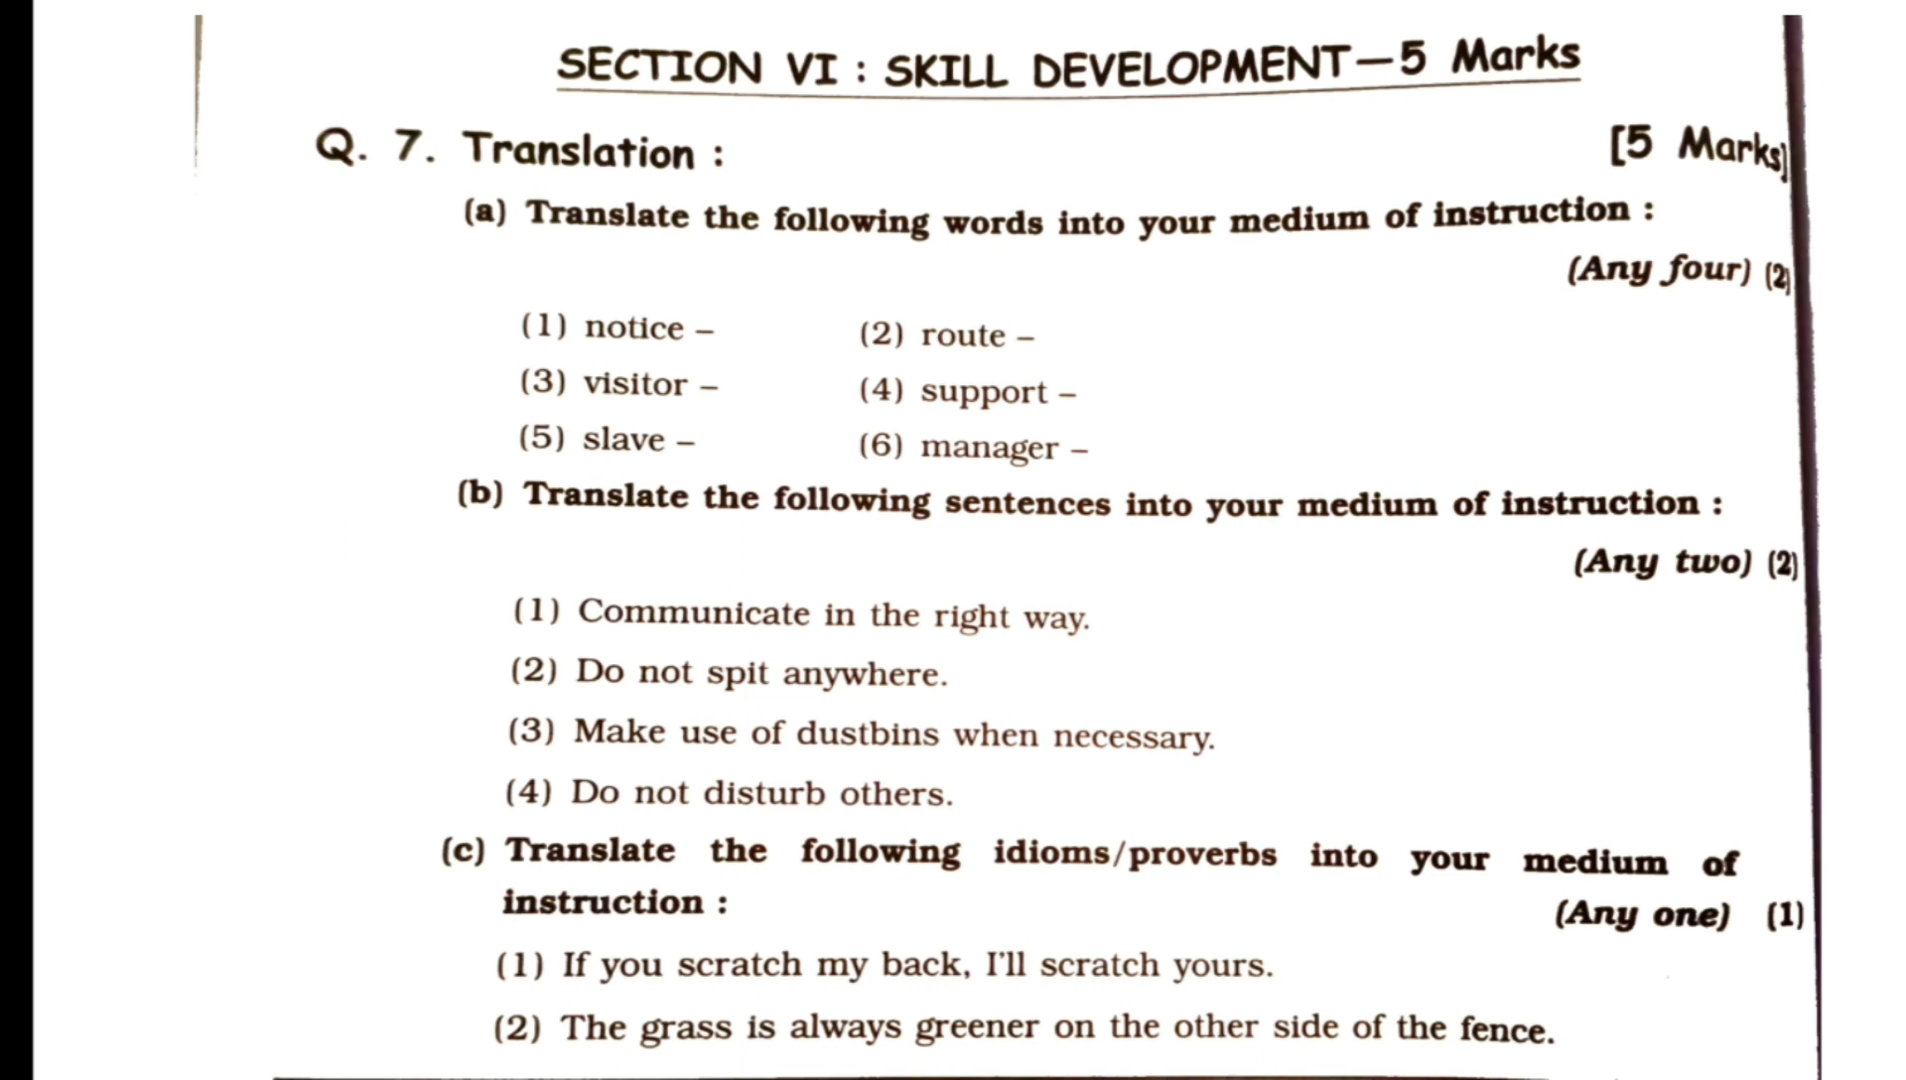 SECTION VI : SKILL DEVELOPMENT—5 Marks
Q. 7. Translation : [5 Marks]
(a) Translate the following words into your medium of instruction :
(Any four) (2)
(1) notice – (2) route –
(3) visitor – (4) support –
(5) slave – (6) manager –
(b) Translate the following sentences into your medium of instruction :
(Any two) (2)
(1) Communicate in the right way.
(2) Do not spit anywhere.
(3) Make use of dustbins when necessary.
(4) Do not disturb others.
(c) Translate the following idioms/proverbs into your medium of
instruction : (Any one) (1)
(1) If you scratch my back, I'll scratch yours.
(2) The grass is always greener on the other side of the fence.